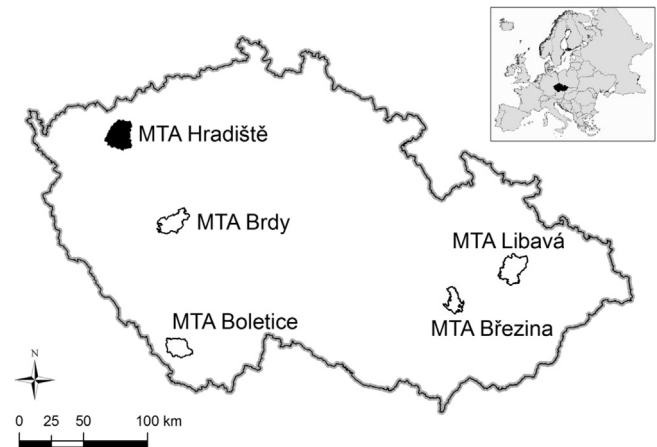 MTA Hradiště
MTA Brdy
MTA Libavá
MTA Březina
MTA Boletice
N
0 25 50 100 km